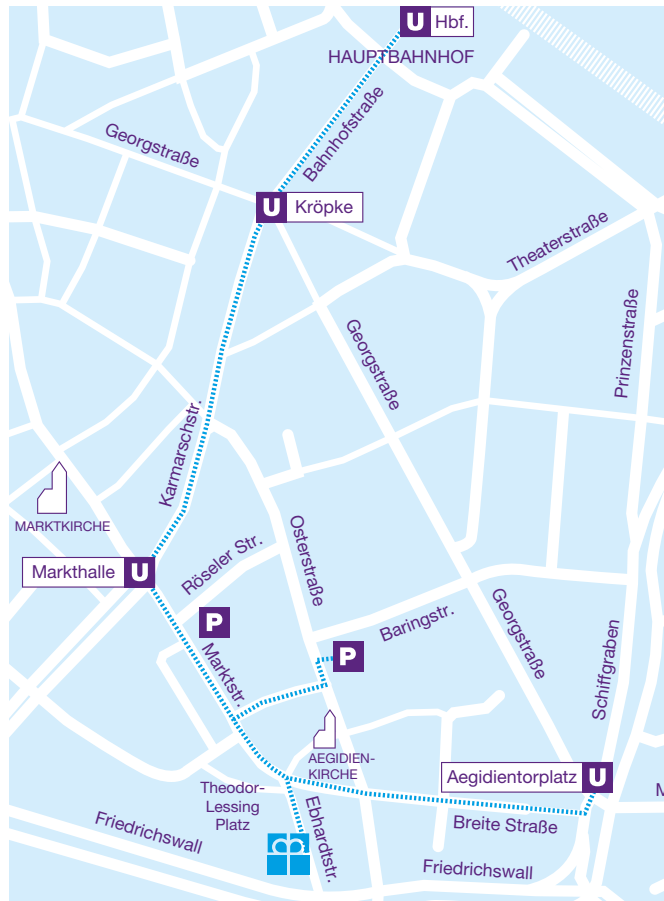 U Hbf.
HAUPTBAHNHOF
Bahnhofstraße
Georgstraße
U Kröpke
Theaterstraße
Prinzenstraße
Georgstraße
Karmarschstr.
MARKTKIRCHE
Osterstraße
Röseler Str.
Markthalle U
P
Baringstr.
Georgstraße
P
Marktstr.
Schiffgraben
AEGIDIEN-
KIRCHE
Aegidientorplatz U
Theodor-
Lessing
Platz
M
Ebhardtstr.
Breite Straße
Friedrichswall
Friedrichswall